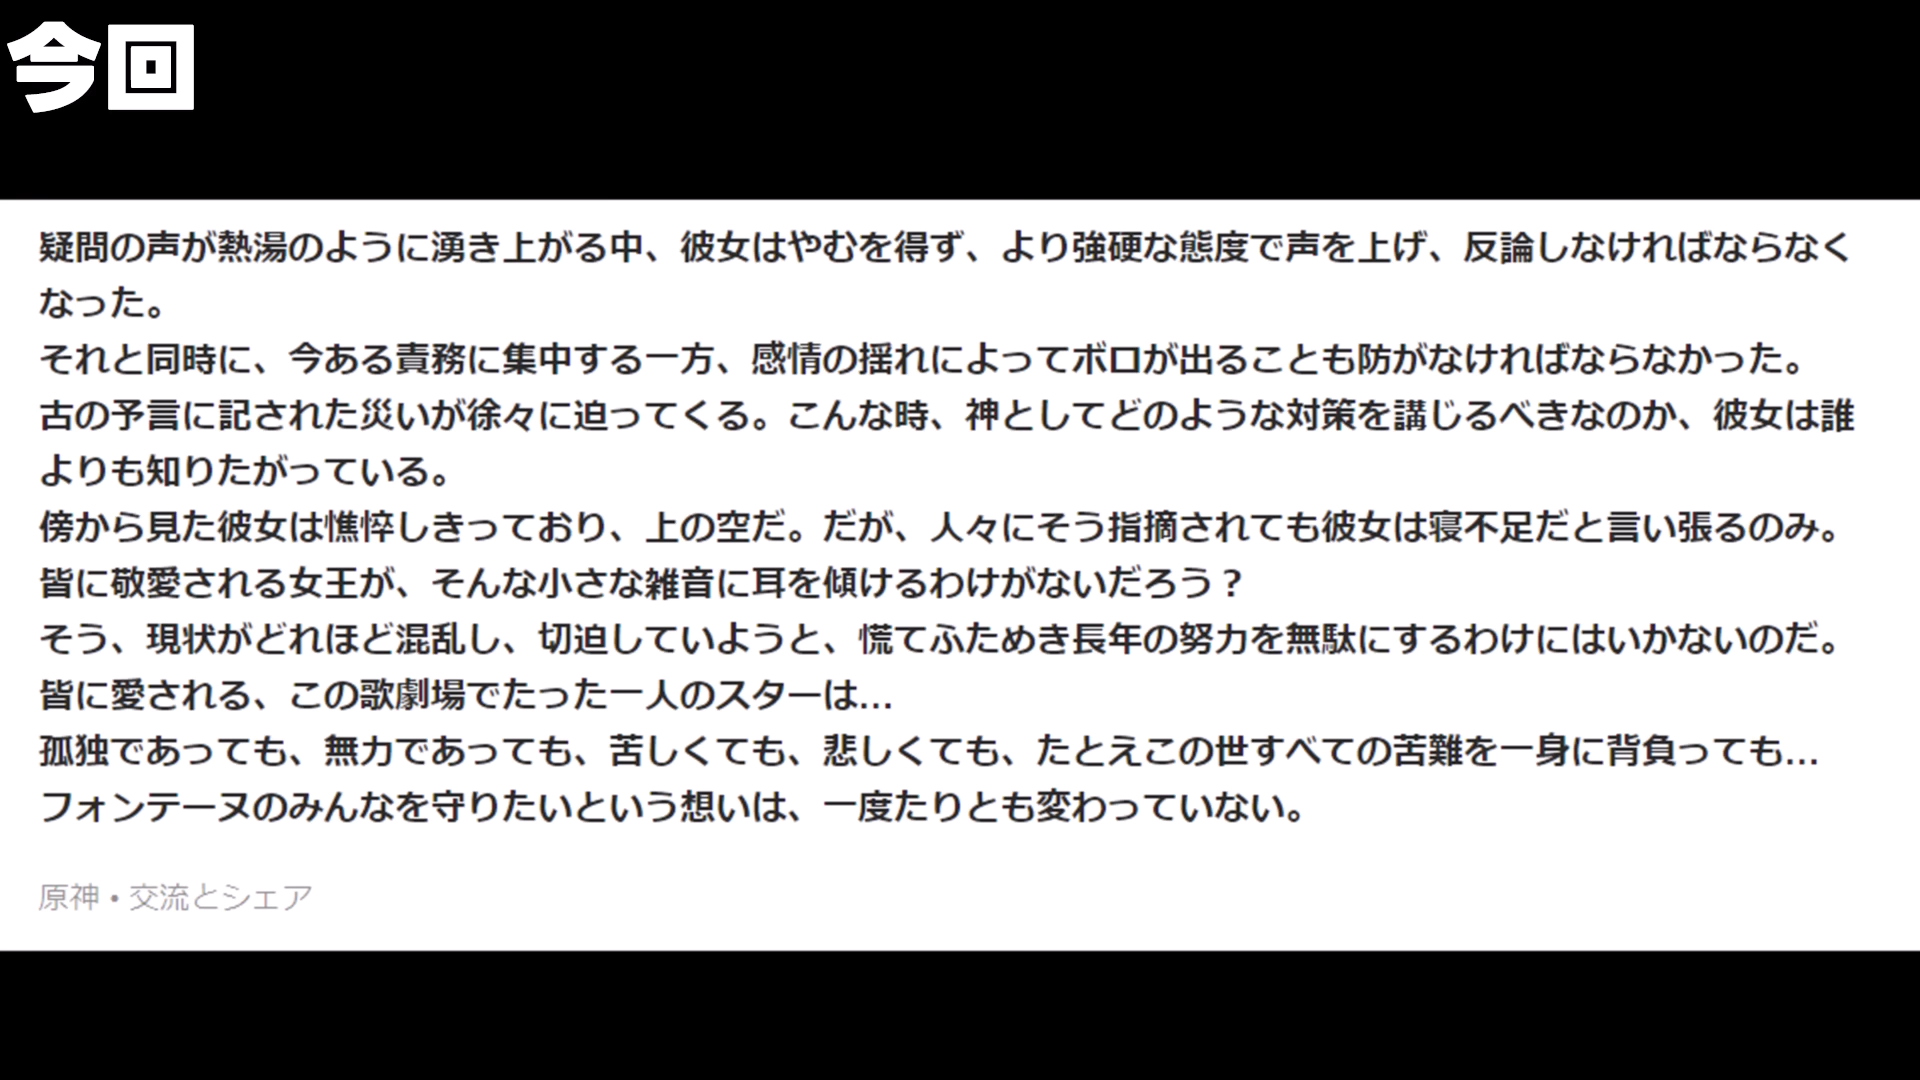 今回
疑問の声が熱湯のように湧き上がる中、彼女はやむを得ず、より強硬な態度で声を上げ、反論しなければならなく
なった。
それと同時に、今ある責務に集中する一方、感情の揺れによってボロが出ることも防がなければならなかった。
古の予言に記された災いが徐々に迫ってくる。こんな時、神としてどのような対策を講じるべきなのか、彼女は誰
よりも知りたがっている。
傍から見た彼女は憔悴しきっており、上の空だ。だが、人々にそう指摘されても彼女は寝不足だと言い張るのみ。
皆に敬愛される女王が、そんな小さな雑音に耳を傾けるわけがないだろう？
そう、現状がどれほど混乱し、切迫していようと、慌てふためき長年の努力を無駄にするわけにはいかないのだ。
皆に愛される、この歌劇場でたった一人のスターは…
孤独であっても、無力であっても、苦しくても、悲しくても、たとえこの世すべての苦難を一身に背負っても…
フォンテーヌのみんなを守りたいという想いは、一度たりとも変わっていない。
原神・交流とシェア